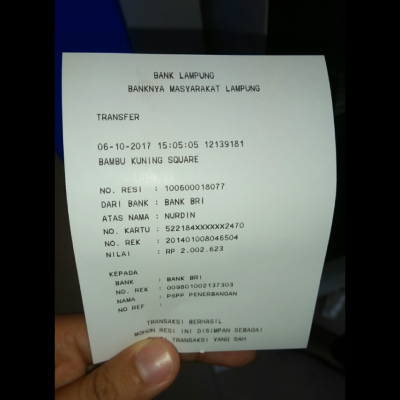 BANK LAMPUNG
BANKNYA MASYARAKAT LAMPUNG
TRANSFER
06-10-2017 15:05:05 12139181
BAMBU KUNING SQUARE
NO. RESI : 100600018077
DARI BANK : BANK BRI
ATAS NAMA : NURDIN
NO. KARTU : 522184XXXXXX2470
NO. REK : 201401008046504
NILAI : RP 2.002.623
KEPADA
BANK : BANK BRI
NO. REK : 009801002137303
NAMA : PSPP PENERBANGAN
NO REF :
TRANSAKSI BERHASIL
MOHON RESI INI DISIMPAN SEBAGAI
TRANSAKSI YANG SAH